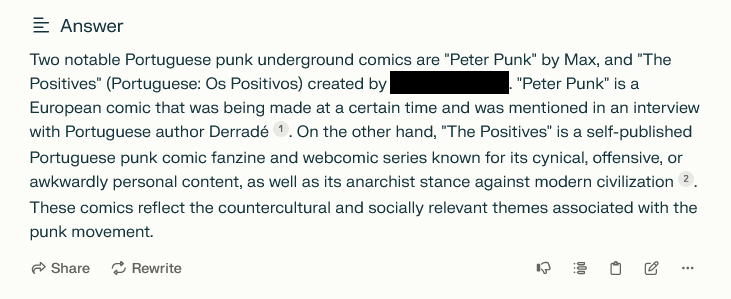 Answer
Two notable Portuguese punk underground comics are "Peter Punk" by Max, and "The
Positives" (Portuguese: Os Positivos) created by . "Peter Punk" is a
European comic that was being made at a certain time and was mentioned in an interview
with Portuguese author Derradé 1. On the other hand, "The Positives" is a self-published
Portuguese punk comic fanzine and webcomic series known for its cynical, offensive, or
awkwardly personal content, as well as its anarchist stance against modern civilization 2.
These comics reflect the countercultural and socially relevant themes associated with the
punk movement.
Share Rewrite